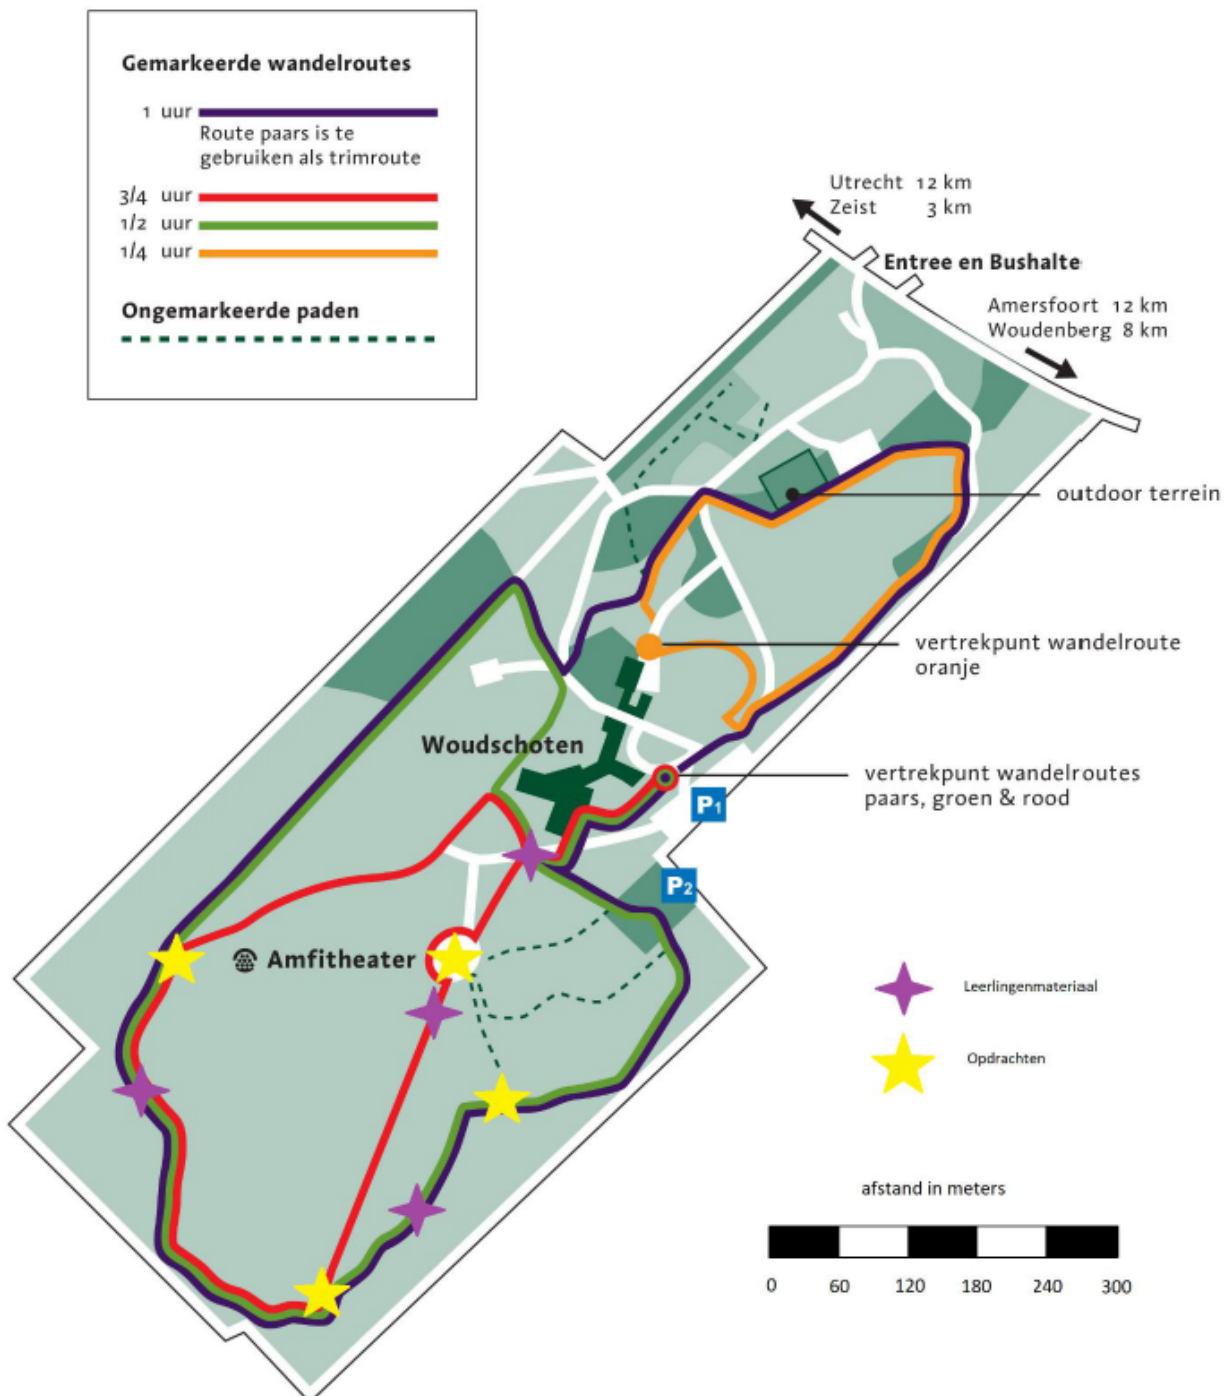 Gemarkeerde wandelroutes
1 uur
Route paars is te
gebruiken als trimroute
3/4 uur
1/2 uur
1/4 uur
Ongemarkeerde paden
Utrecht 12 km
Zeist 3 km
Entree en Bushalte
Amersfoort 12 km
Woudenberg 8 km
outdoor terrein
vertrekpunt wandelroute
oranje
Woudschoten
vertrekpunt wandelroutes
paars, groen & rood
P1
P2
Amfitheater
Leerlingenmateriaal
Opdrachten
afstand in meters
0 60 120 180 240 300